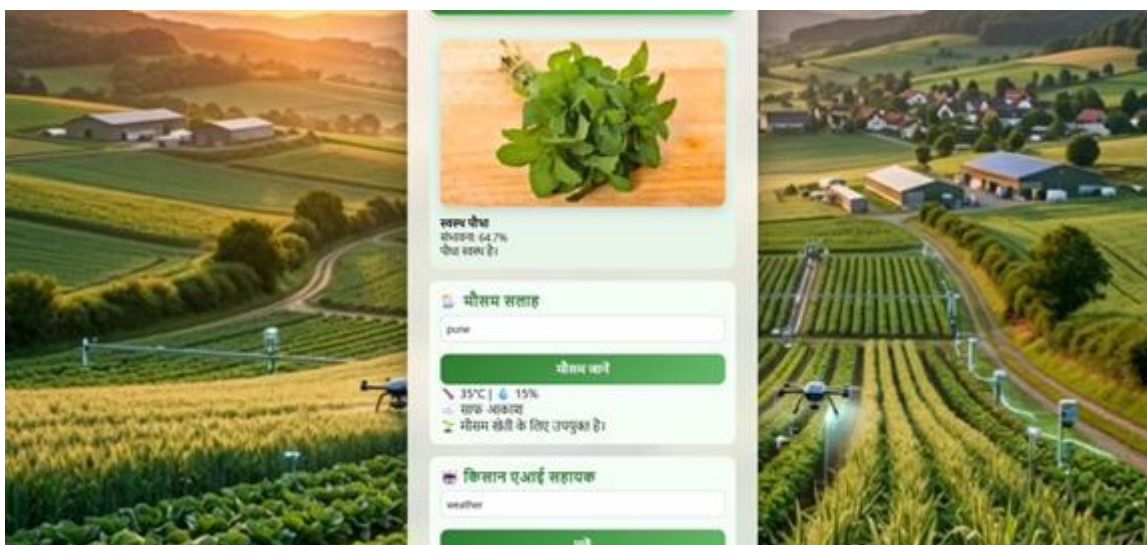 स्वस्थ पौधा
संभावना: 64.7%
पौधा स्वस्थ है।
मौसम सलाह
pune
मौसम जानें
35°C | 15%
साफ आकाश
मौसम खेती के लिए उपयुक्त है।
किसान एआई सहायक
weather